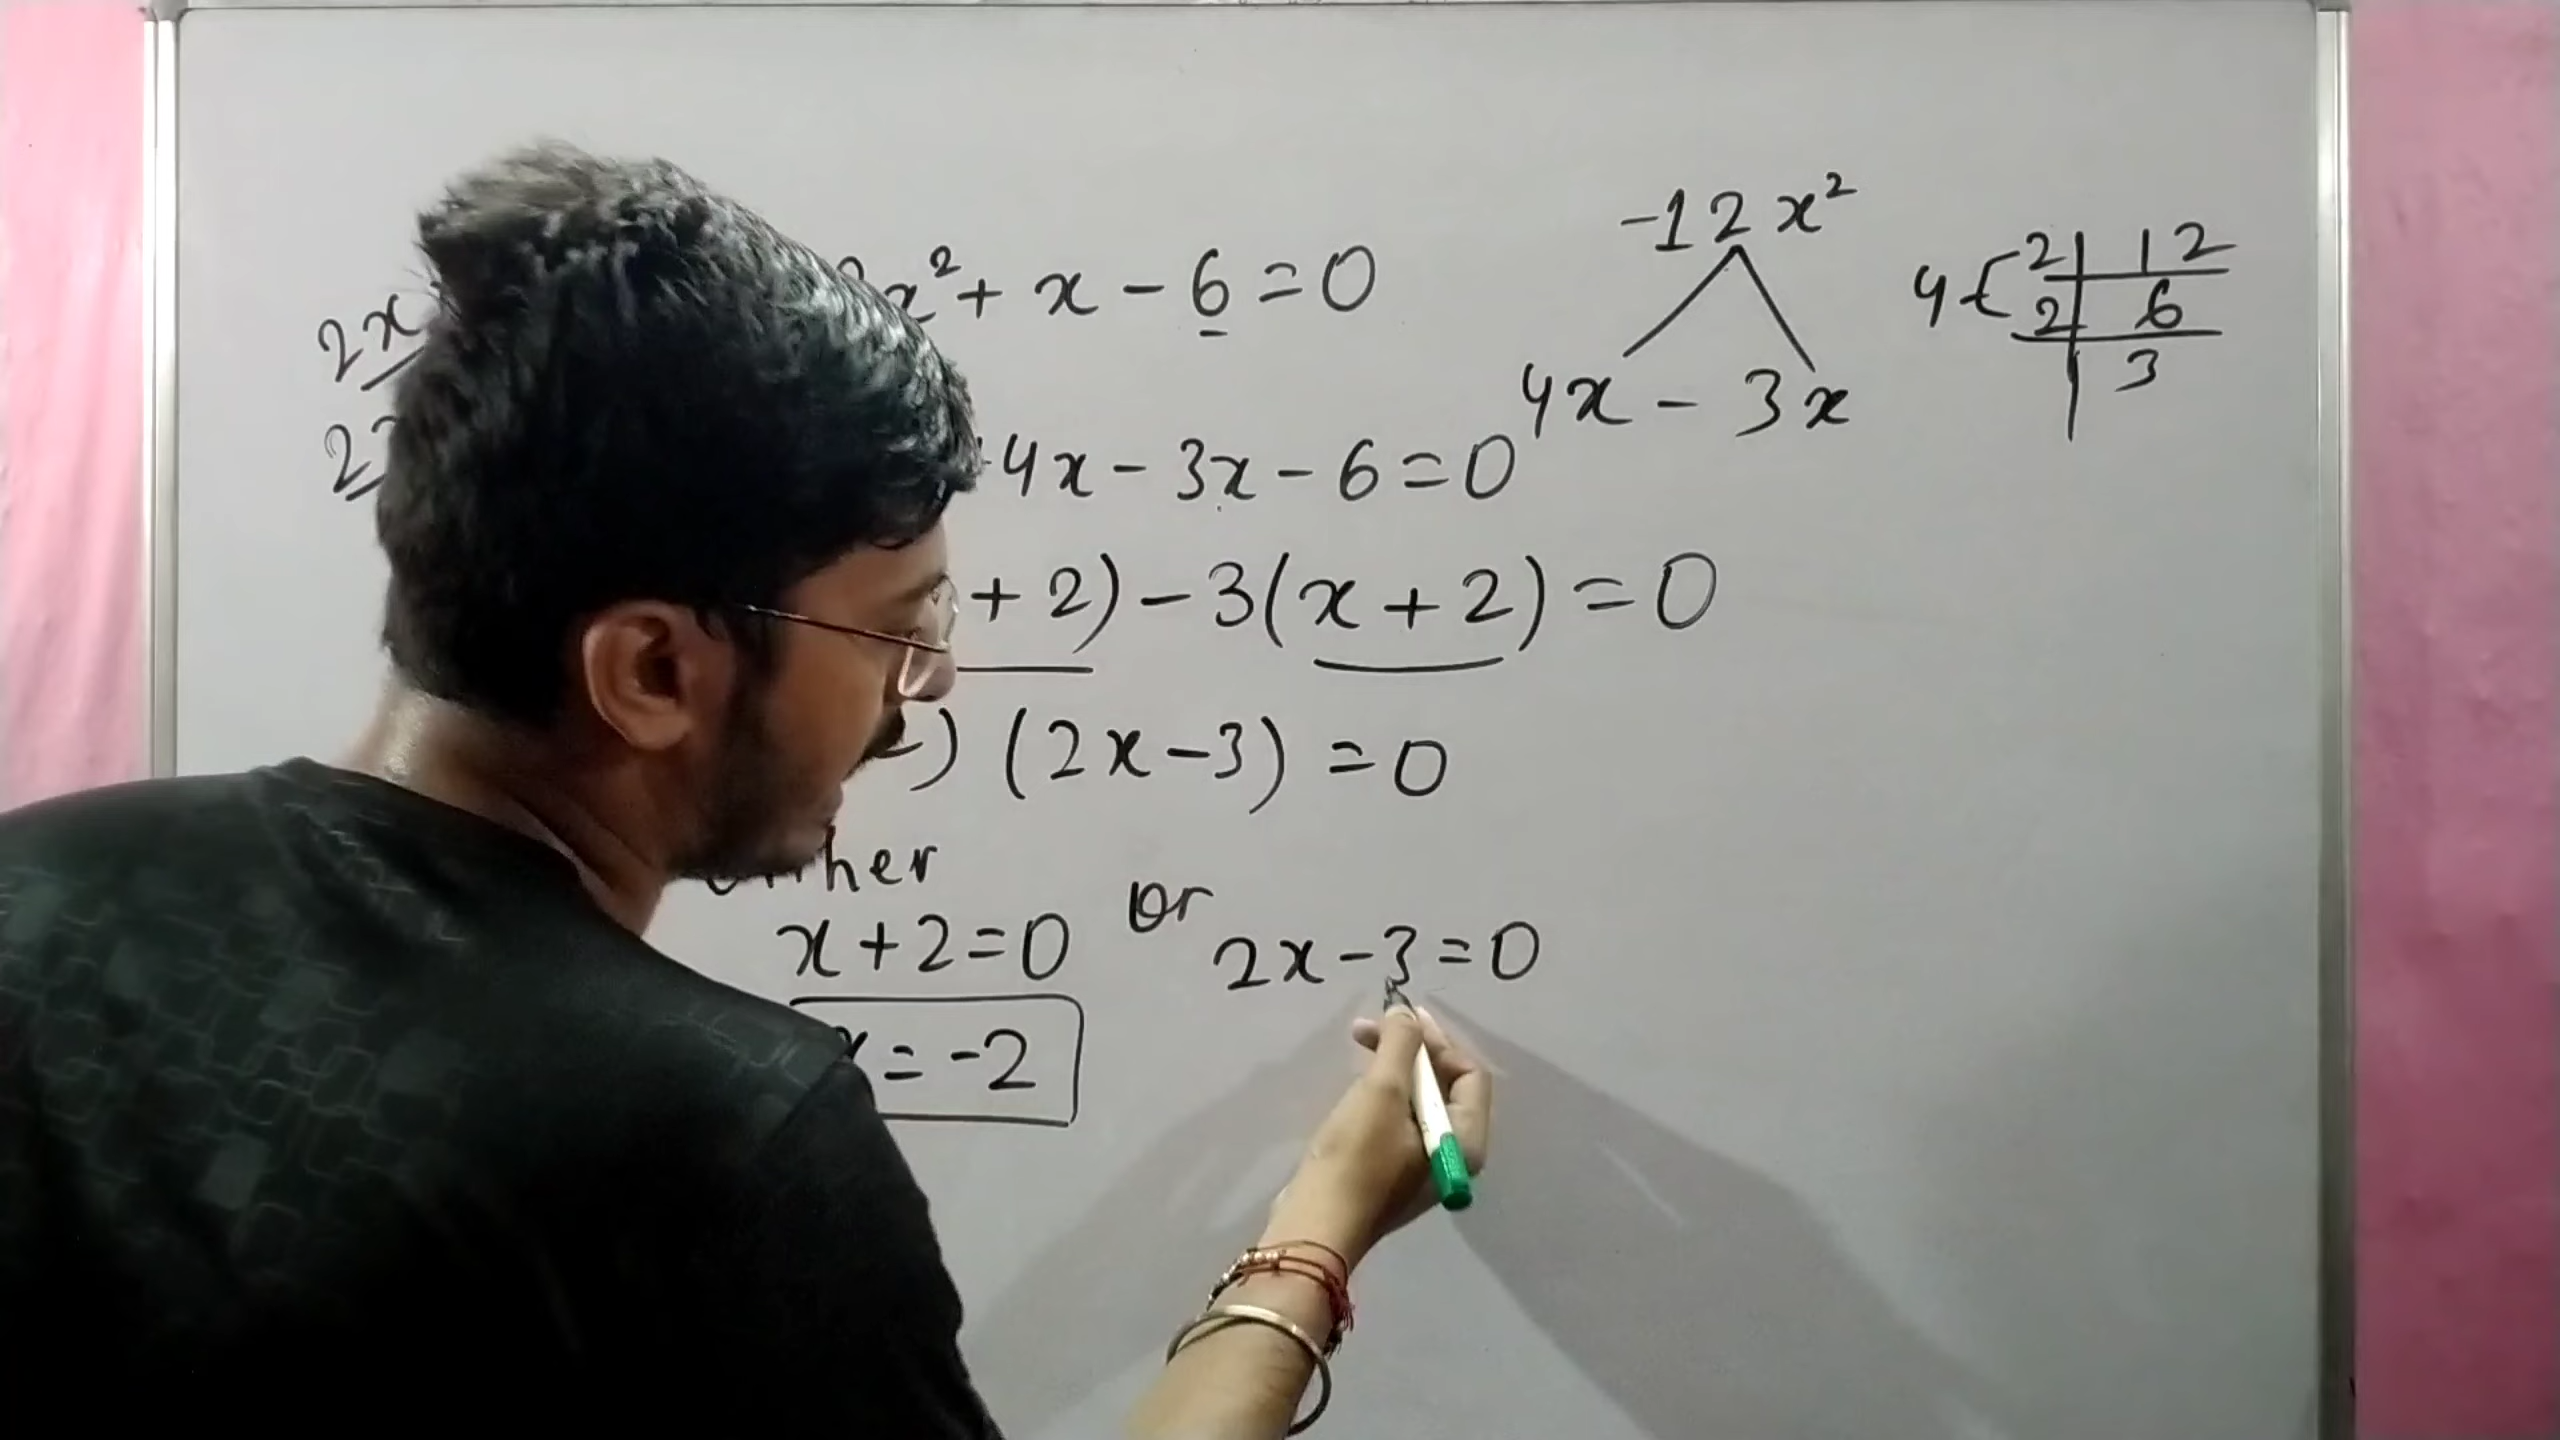 x² + x - 6 = 0
-12x²
4x - 3x
2 | 12
4 { 2 | 6
3
2x
4x - 3x - 6 = 0
+ 2) - 3(x + 2) = 0
) (2x - 3) = 0
her
or
x + 2 = 0
2x - 3 = 0
= -2